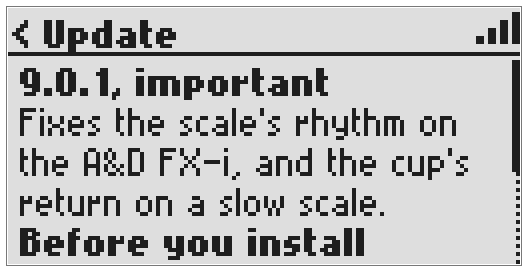 < Update
9.0.1, important
Fixes the scale's rhythm on
the A&D FX-i, and the cup's
return on a slow scale.
Before you install